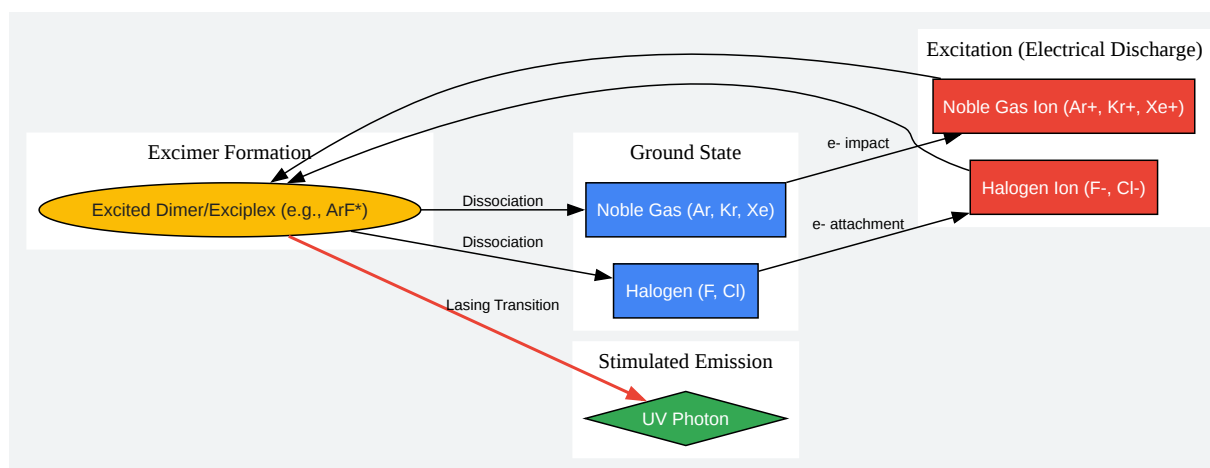 Excitation (Electrical Discharge)
Noble Gas Ion (Ar+, Kr+, Xe+)
Halogen Ion (F-, Cl-)
Excimer Formation
Excited Dimer/Exciplex (e.g., ArF*)
Ground State
Noble Gas (Ar, Kr, Xe)
Halogen (F, Cl)
e- impact
e- attachment
Dissociation
Dissociation
Lasing Transition
Stimulated Emission
UV Photon